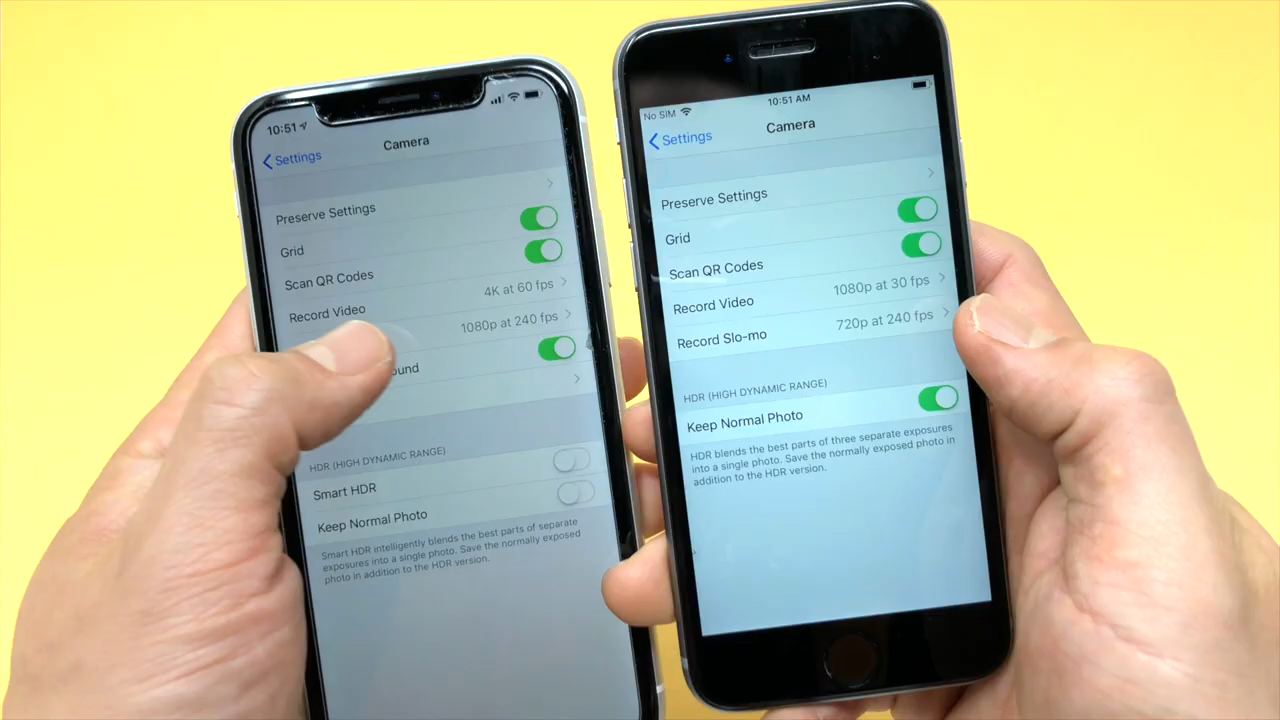 10:51
Settings
Camera
Preserve Settings
Grid
Scan QR Codes
Record Video
4K at 60 fps
1080p at 240 fps
ound
HDR (HIGH DYNAMIC RANGE)
Smart HDR
Keep Normal Photo
Smart HDR intelligently blends the best parts of separate
exposures into a single photo. Save the normally exposed
photo in addition to the HDR version.
No SIM
10:51 AM
Settings
Camera
Preserve Settings
Grid
Scan QR Codes
Record Video
1080p at 30 fps
Record Slo-mo
720p at 240 fps
HDR (HIGH DYNAMIC RANGE)
Keep Normal Photo
HDR blends the best parts of three separate exposures
into a single photo. Save the normally exposed photo in
addition to the HDR version.